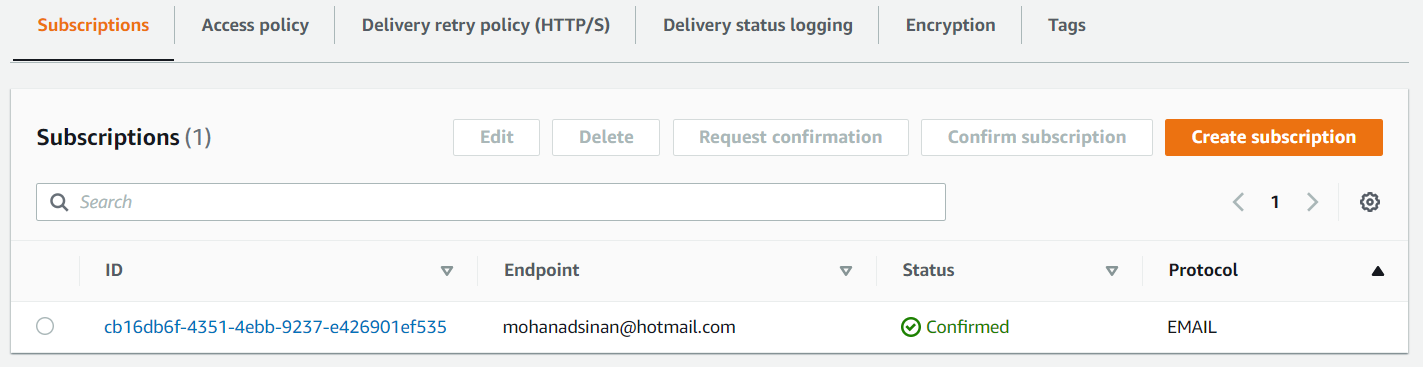 Subscriptions Access policy Delivery retry policy (HTTP/S) Delivery status logging Encryption Tags
Subscriptions (1) Edit Delete Request confirmation Confirm subscription Create subscription
Search 1
ID Endpoint Status Protocol
cb16db6f-4351-4ebb-9237-e426901ef535 mohanadsinan@hotmail.com Confirmed EMAIL